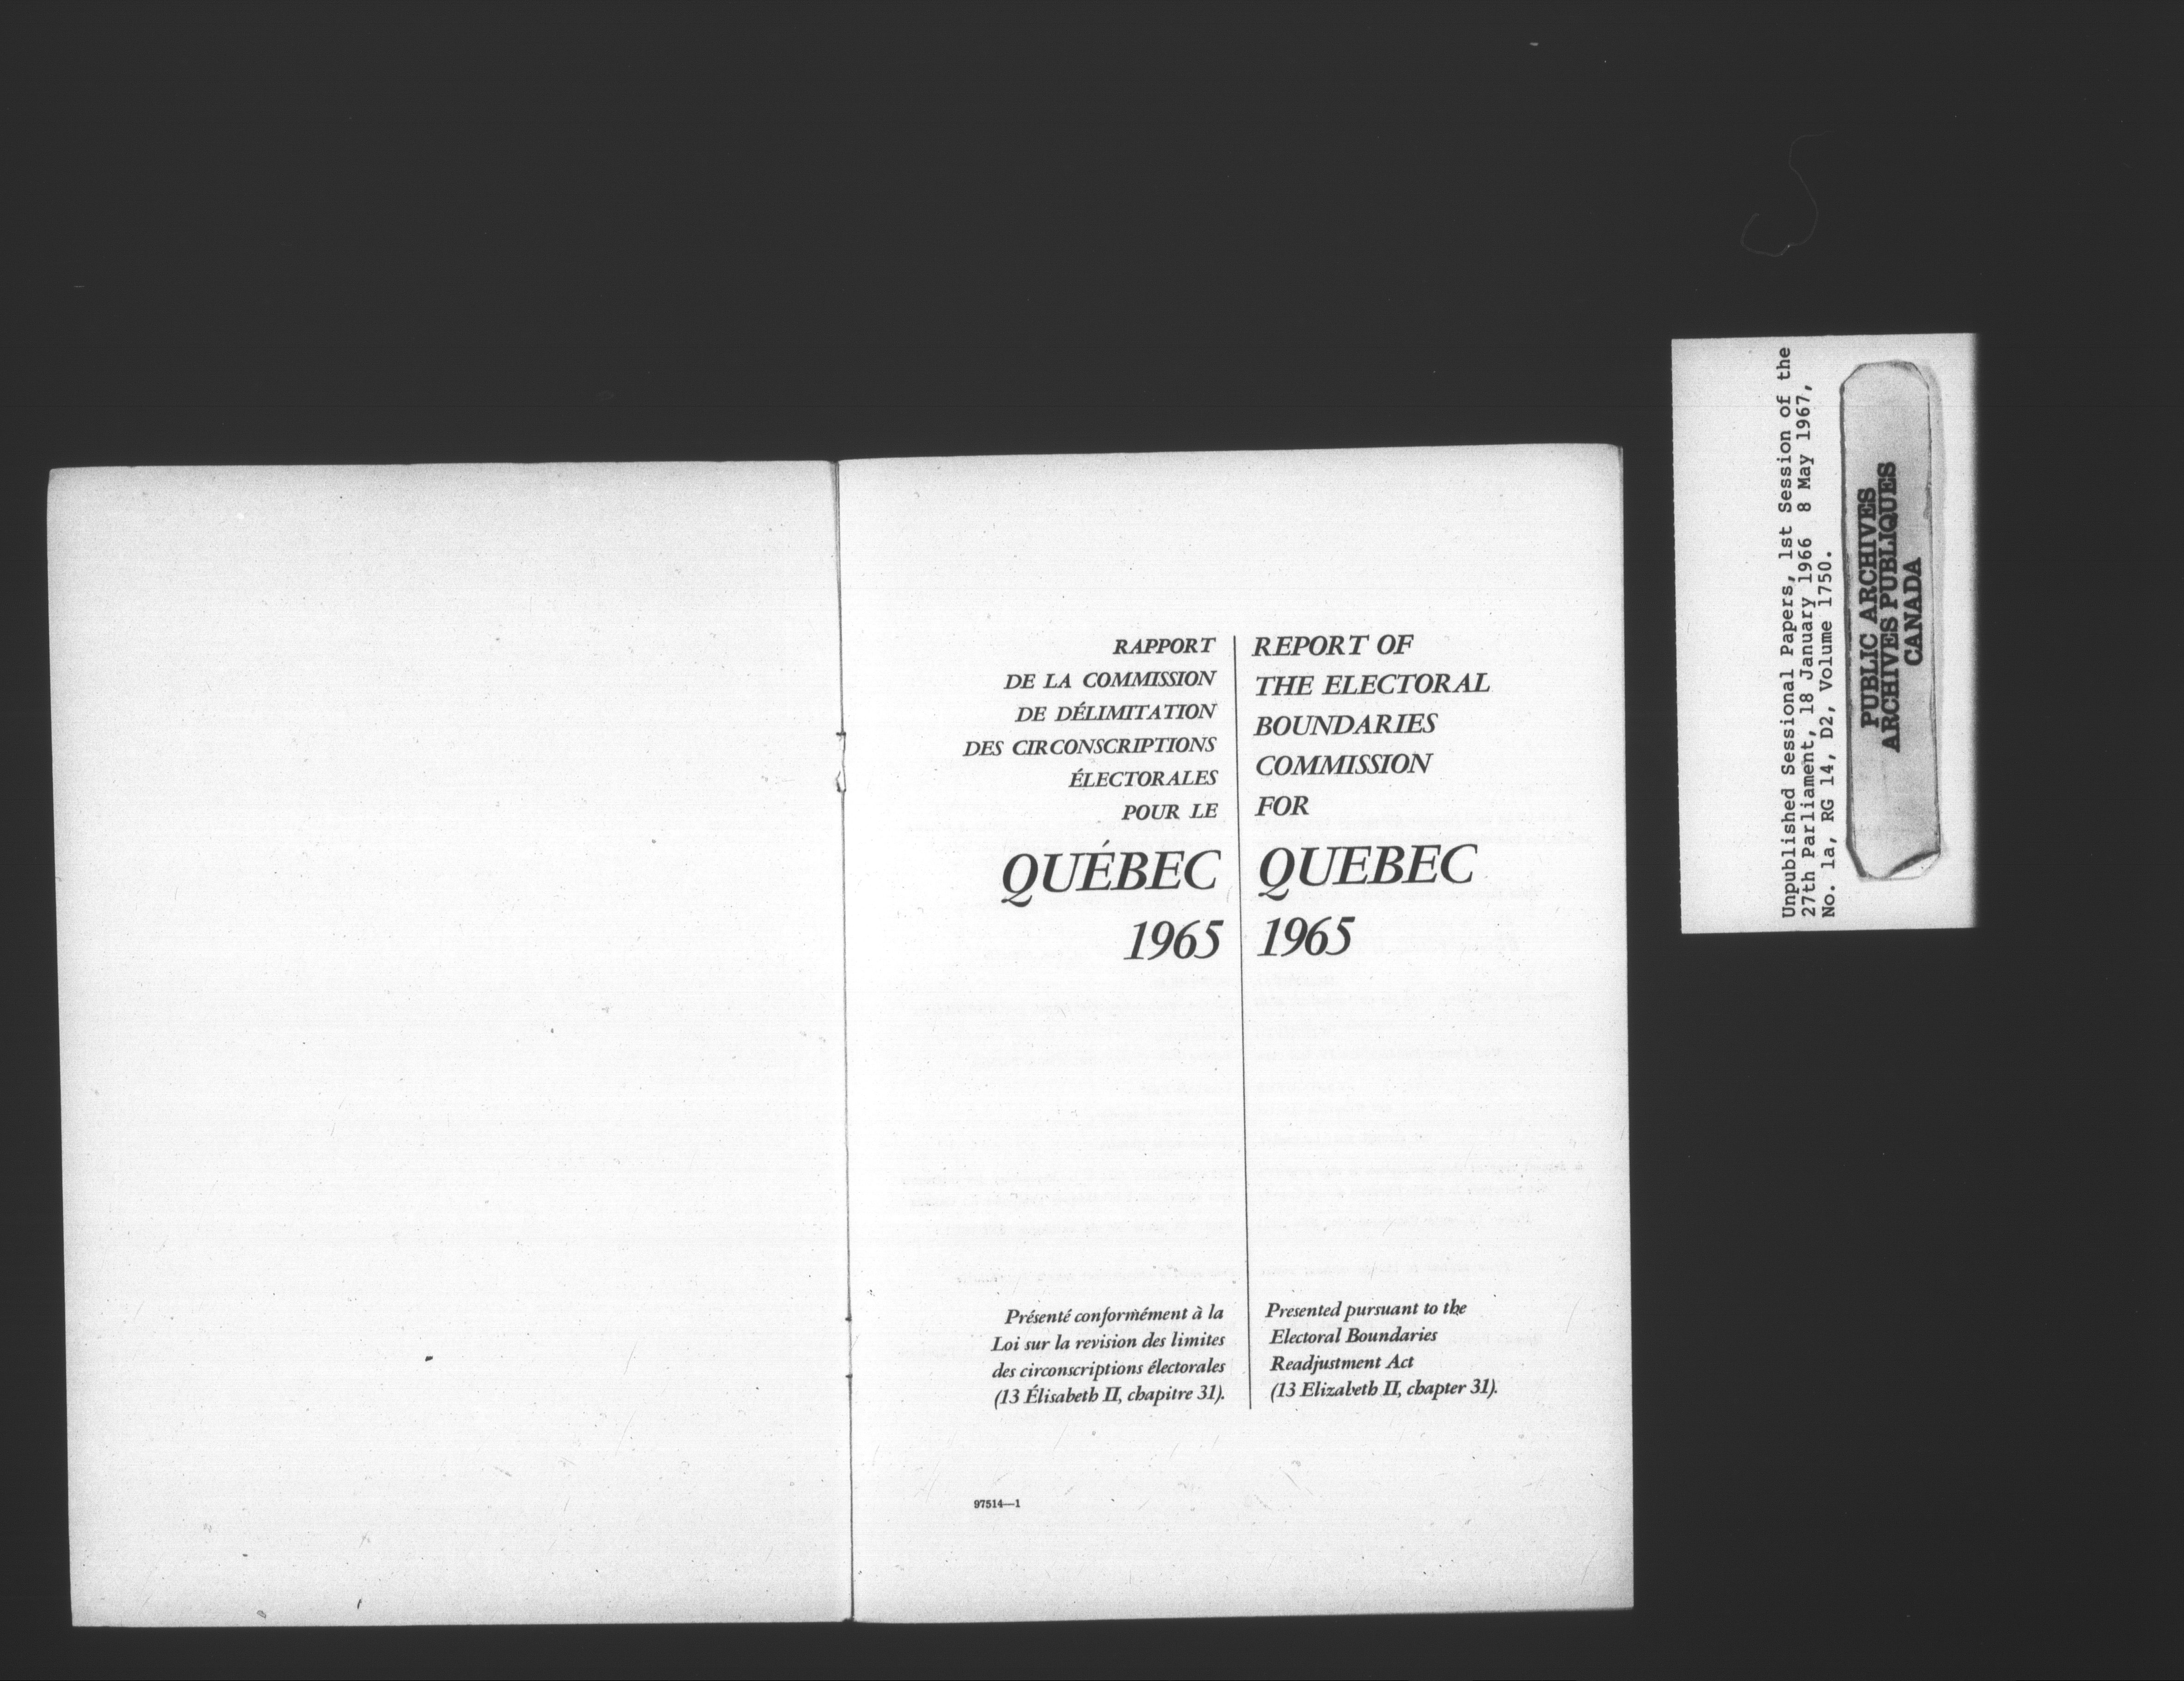 RAPPORT
DE LA COMMISSION
DE DÉLIMITATION
DES CIRCONSCRIPTIONS
ÉLECTORALES
POUR LE
QUÉBEC
1965
REPORT OF
THE ELECTORAL
BOUNDARIES
COMMISSION
FOR
QUEBEC
1965
Présenté conformément à la
Loi sur la revision des limites
des circonscriptions électorales
(13 Élisabeth II, chapitre 31).
Presented pursuant to the
Electoral Boundaries
Readjustment Act
(13 Elizabeth II, chapter 31).
97514—1
Unpublished Sessional Papers, 1st Session of the
27th Parliament, 18 January 1966 8 May 1967,
No. 1a, RG 14, D2, Volume 1750.
PUBLIC ARCHIVES
ARCHIVES PUBLIQUES
CANADA